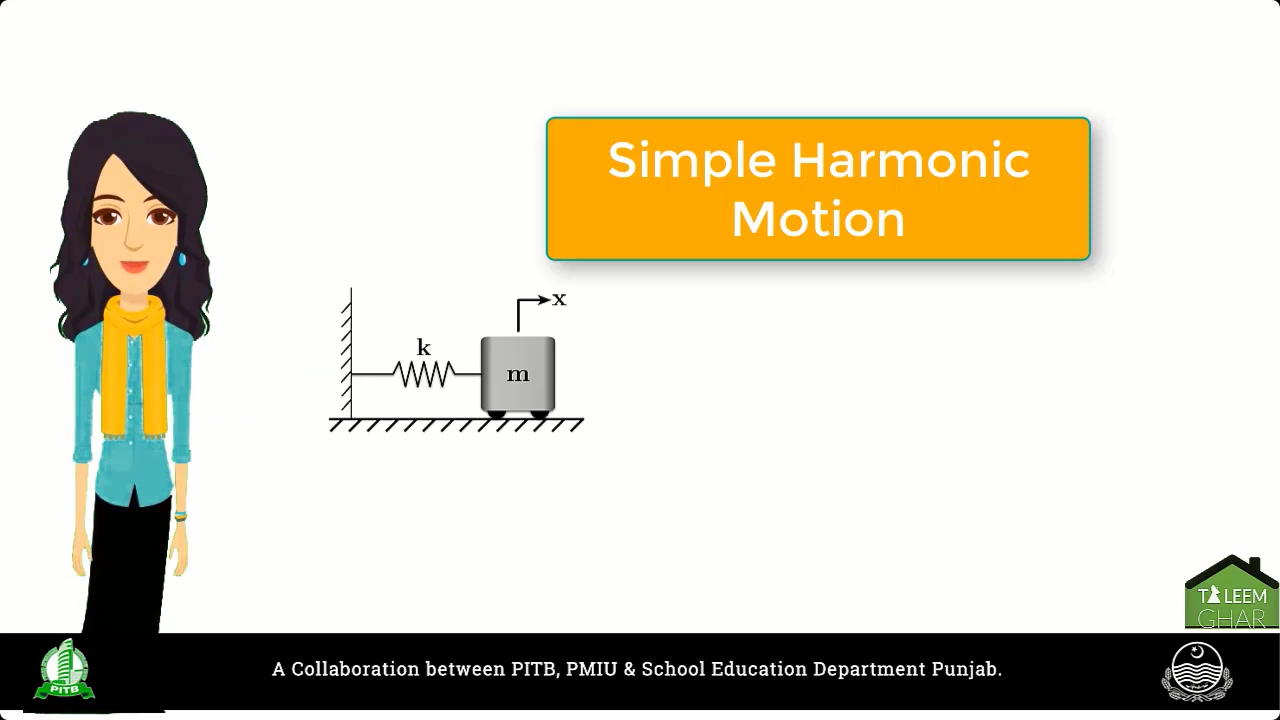 Simple Harmonic
Motion
x
k
m
TALEEM
GHAR
PITB
A Collaboration between PITB, PMIU & School Education Department Punjab.